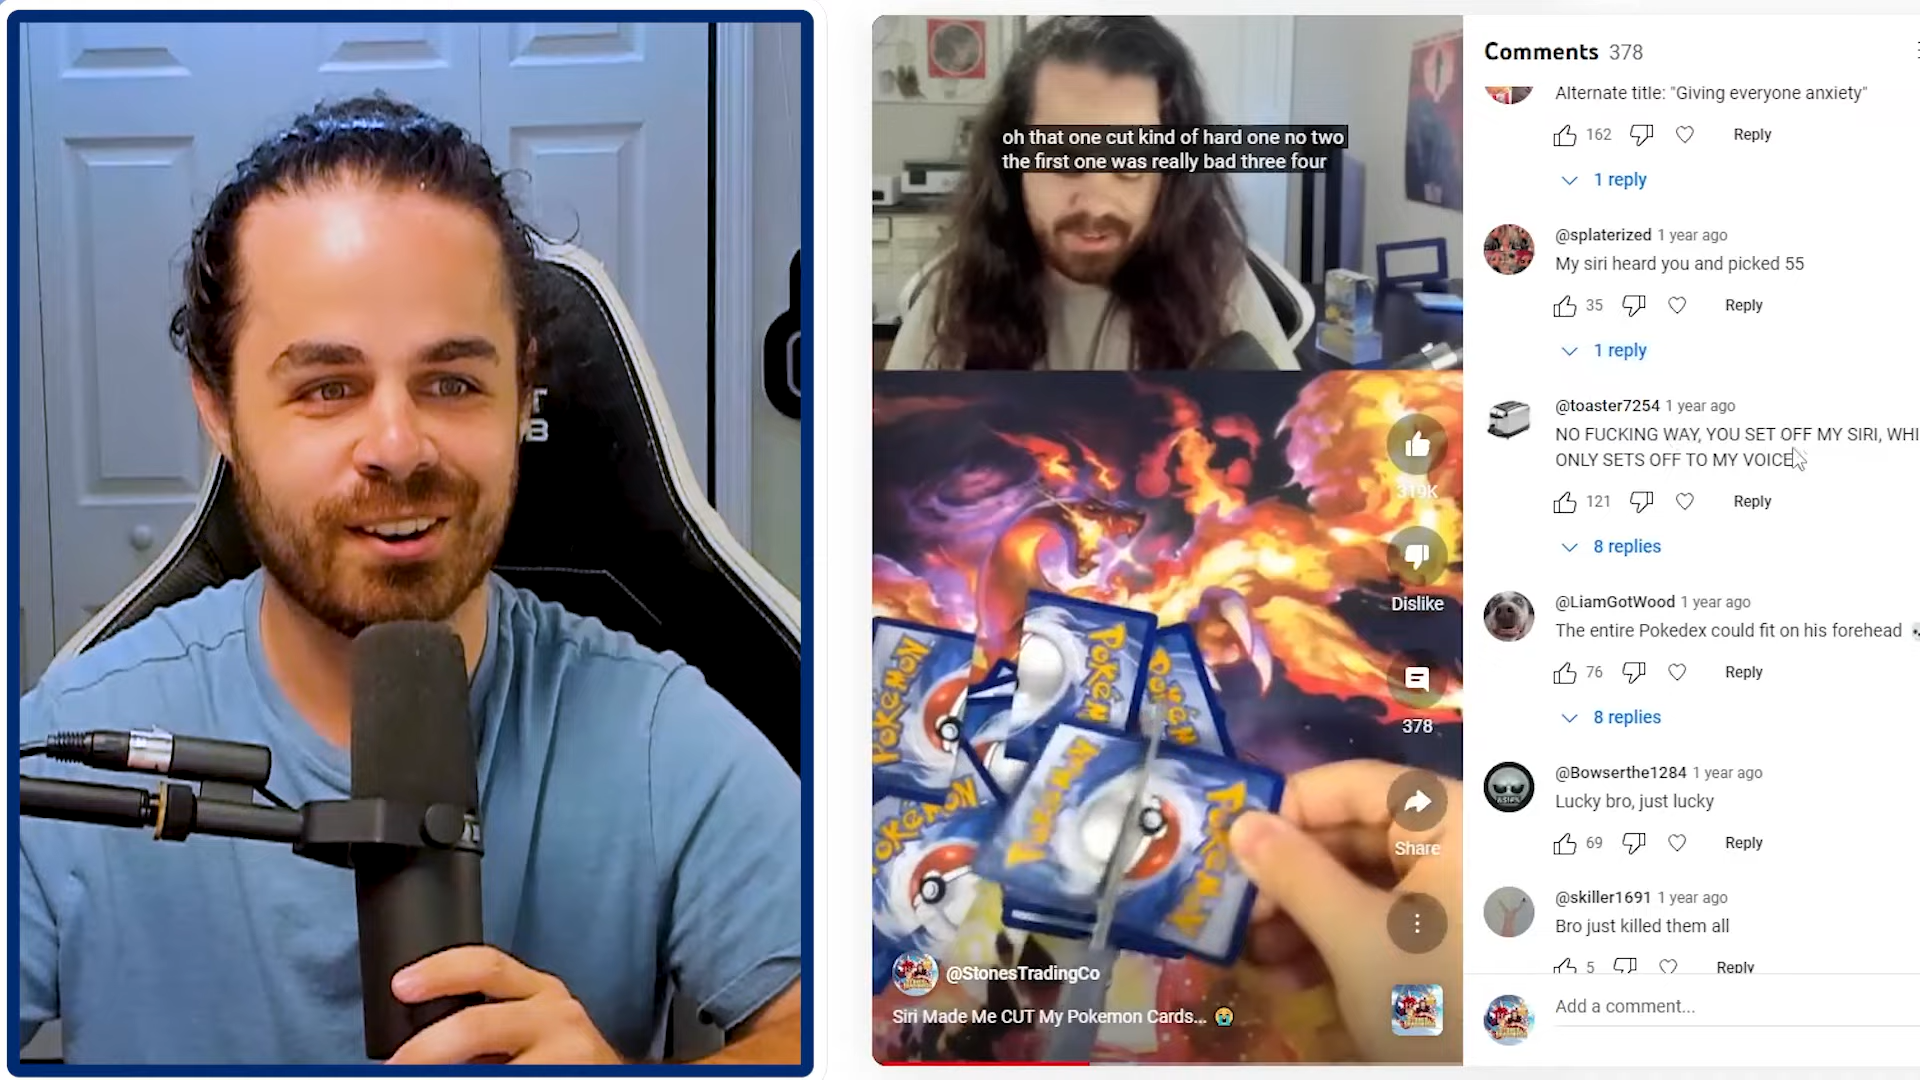 oh that one cut kind of hard one no two
the first one was really bad three four
POKéMON
POKéMON
POKéMON
319K
Dislike
378
Share
@StonesTradingCo
Siri Made Me CUT My Pokemon Cards... 😭
Comments 378
Alternate title: "Giving everyone anxiety"
162 Reply
1 reply
@splaterized 1 year ago
My siri heard you and picked 55
35 Reply
1 reply
@toaster7254 1 year ago
NO FUCKING WAY, YOU SET OFF MY SIRI, WHI
ONLY SETS OFF TO MY VOICE
121 Reply
8 replies
@LiamGotWood 1 year ago
The entire Pokedex could fit on his forehead
76 Reply
8 replies
@Bowserthe1284 1 year ago
Lucky bro, just lucky
69 Reply
@skiller1691 1 year ago
Bro just killed them all
5 Reply
Add a comment...